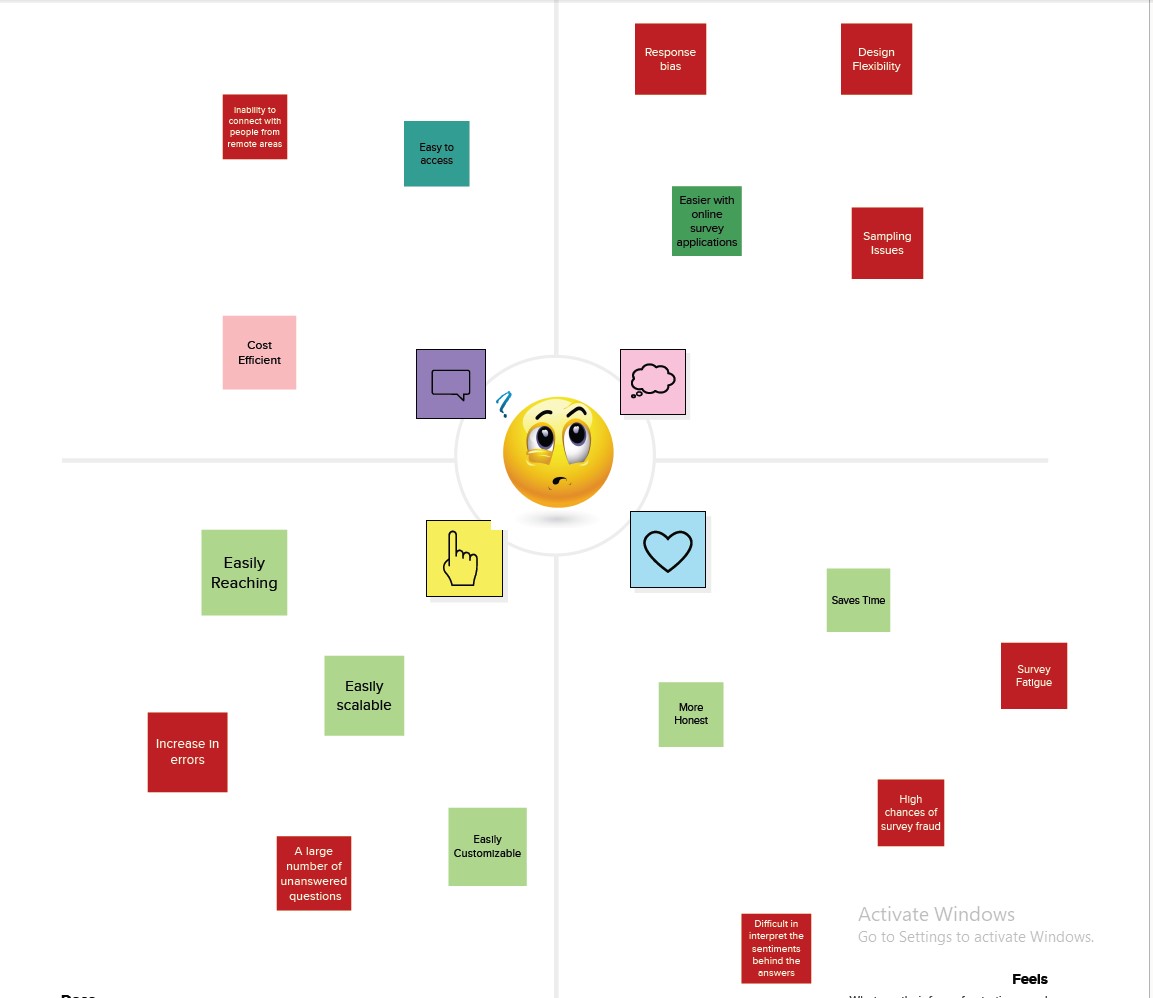 Response
bias
Design
Flexibility
Inability to
connect with
people from
remote areas
Easy to
access
Easier with
online
survey
applications
Sampling
Issues
Cost
Efficient
?
Easily
Reaching
Easily
scalable
Increase in
errors
A large
number of
unanswered
questions
Easily
Customizable
Saves Time
Survey
Fatigue
More
Honest
High
chances of
survey fraud
Difficult in
interpret the
sentiments
behind the
answers
Activate Windows
Go to Settings to activate Windows.
Feels